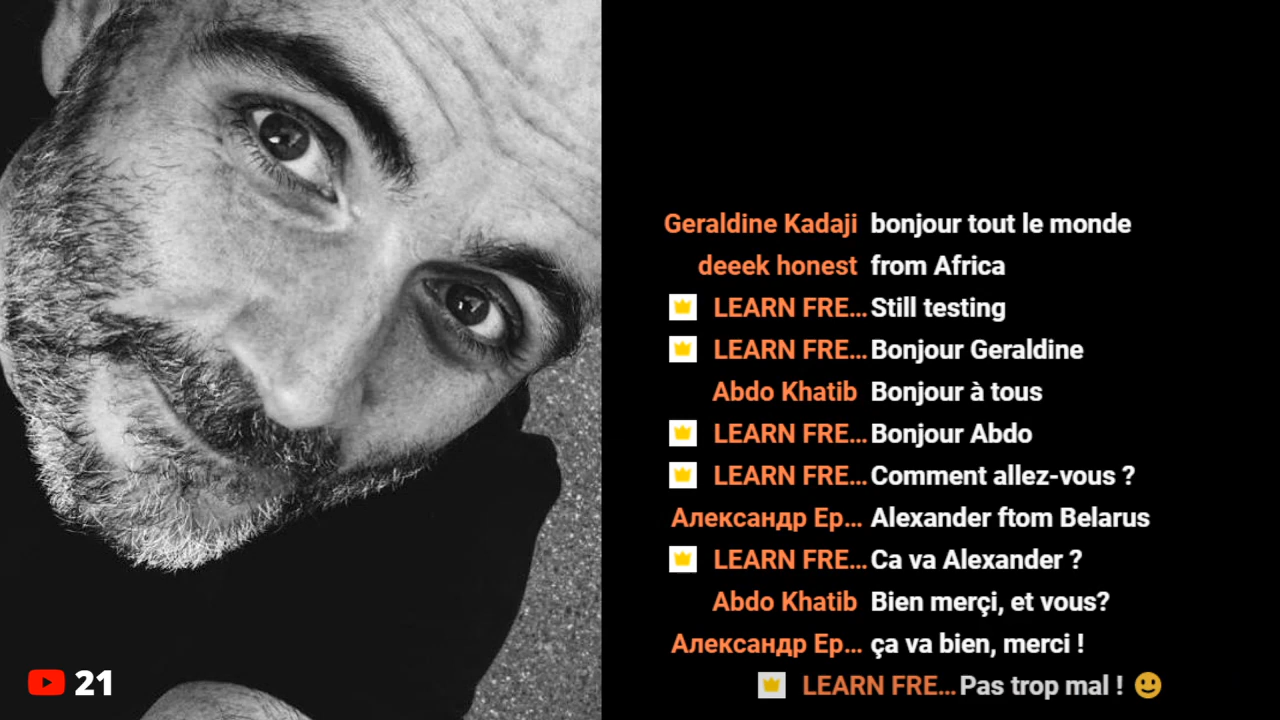 Geraldine Kadaji bonjour tout le monde
deeek honest from Africa
LEARN FRE... Still testing
LEARN FRE... Bonjour Geraldine
Abdo Khatib Bonjour à tous
LEARN FRE... Bonjour Abdo
LEARN FRE... Comment allez-vous ?
Александр Ер... Alexander ftom Belarus
LEARN FRE... Ca va Alexander ?
Abdo Khatib Bien merçi, et vous?
Александр Ер... ça va bien, merci !
LEARN FRE... Pas trop mal ! 🙂
21